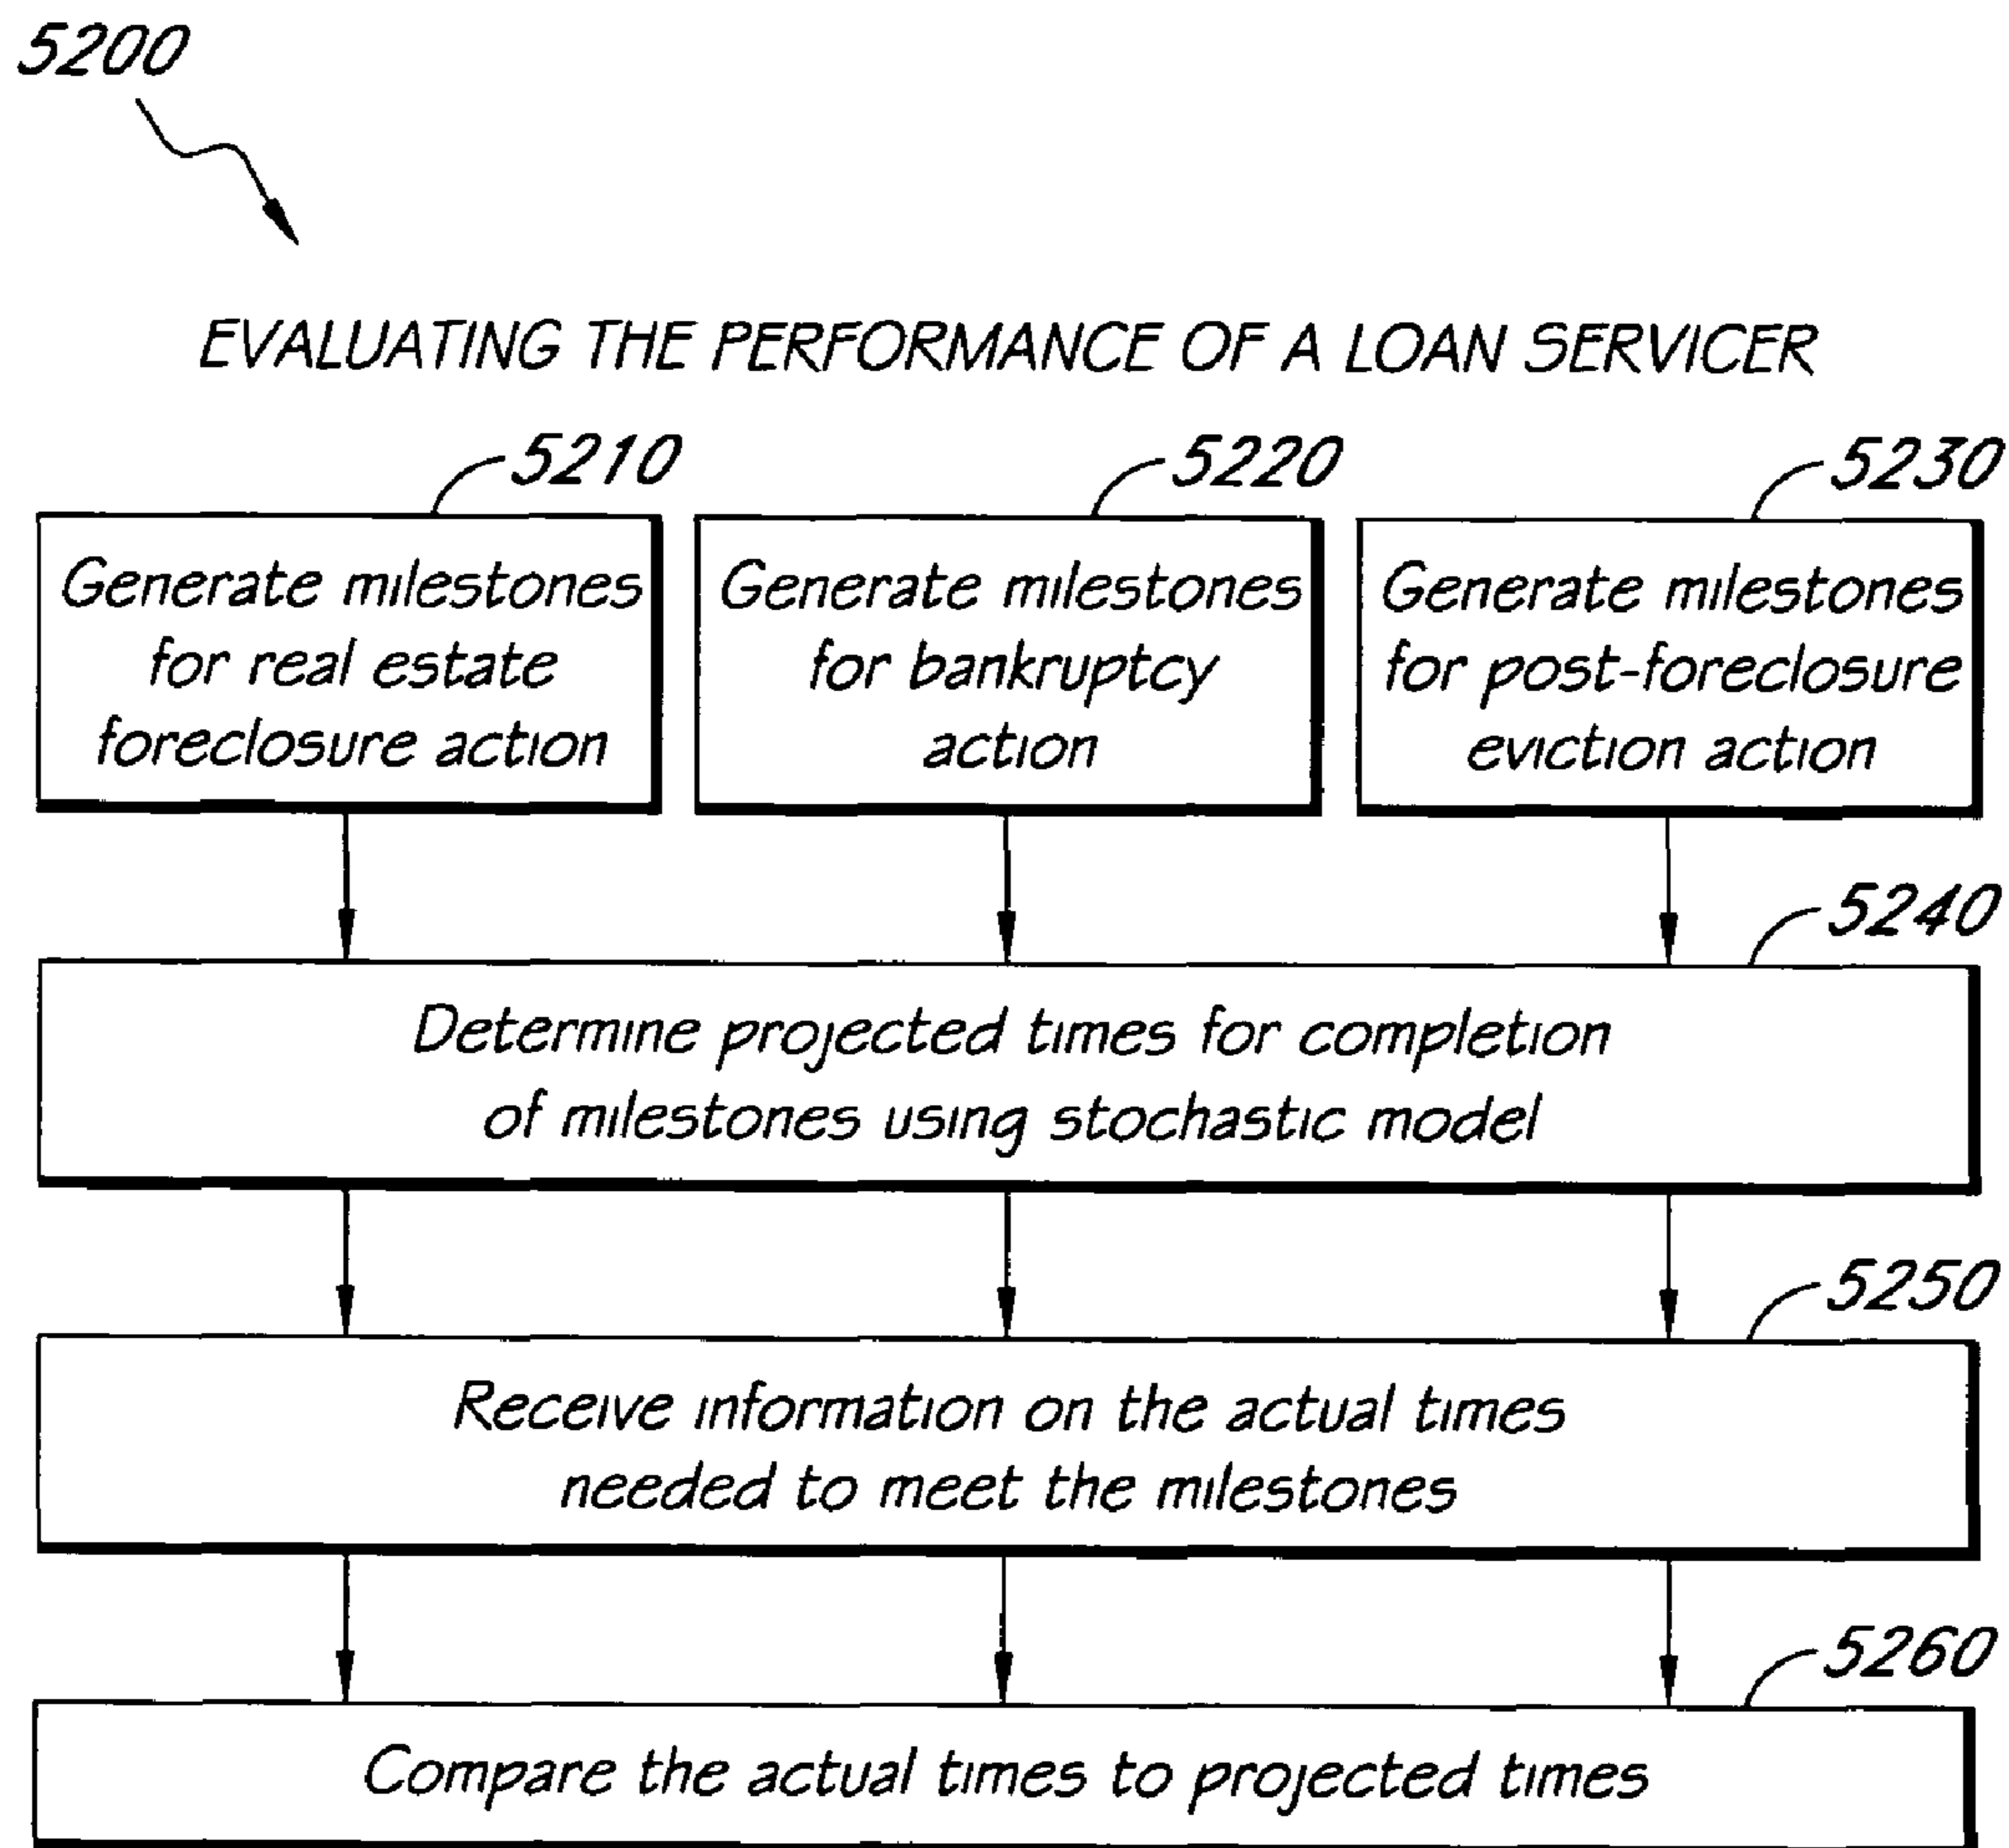 5200
EVALUATING THE PERFORMANCE OF A LOAN SERVICER
5210
Generate milestones
for real estate
foreclosure action
5220
Generate milestones
for bankruptcy
action
5230
Generate milestones
for post-foreclosure
eviction action
5240
Determine projected times for completion
of milestones using stochastic model
5250
Receive information on the actual times
needed to meet the milestones
5260
Compare the actual times to projected times